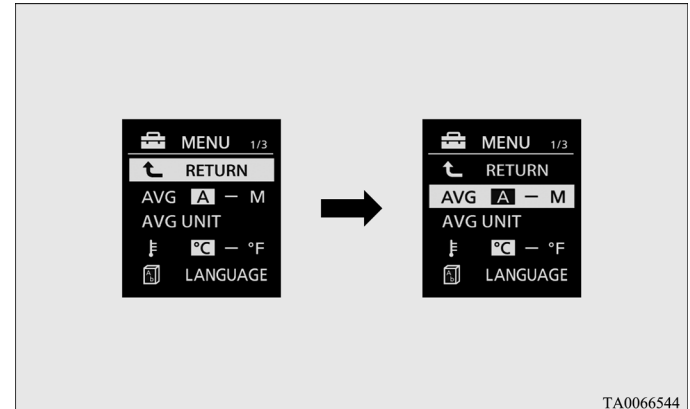 MENU 1/3
RETURN
AVG A – M
AVG UNIT
°C – °F
LANGUAGE
MENU 1/3
RETURN
AVG A – M
AVG UNIT
°C – °F
LANGUAGE
TA0066544